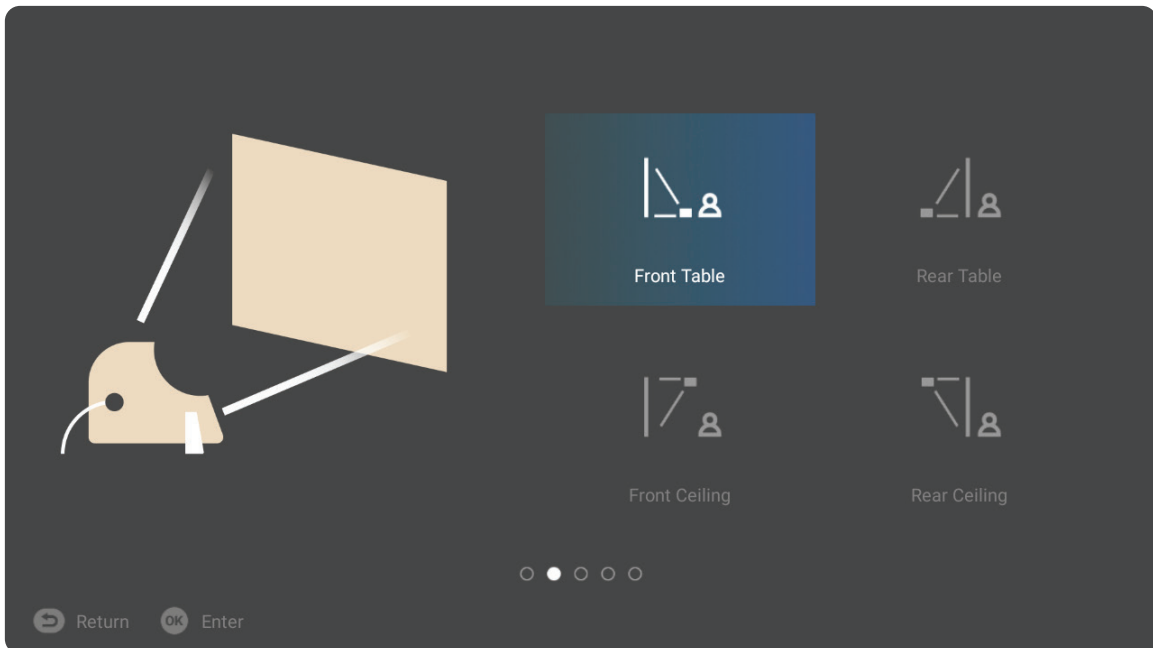 Front Table
Rear Table
Front Ceiling
Rear Ceiling
Return
OK
Enter